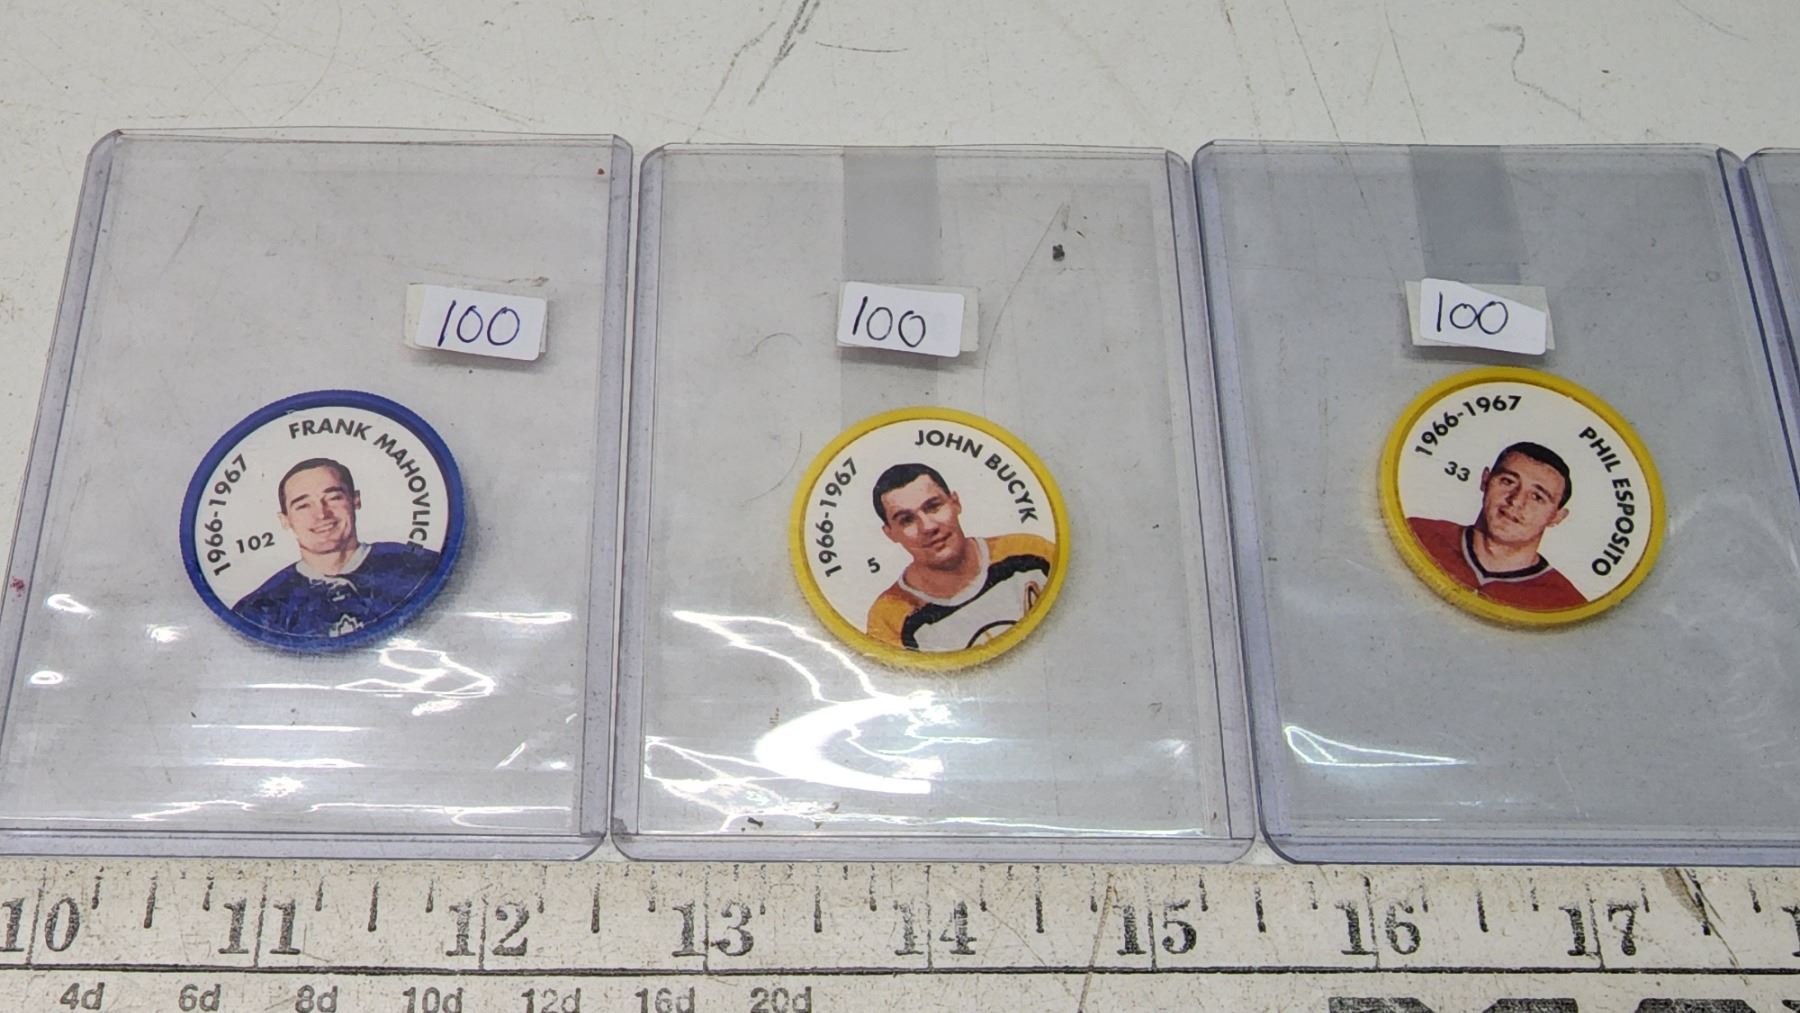 100
100
100
FRANK MAHOVLIC
1966-1967
102
JOHN BUCYK
1966-1967
5
1966-1967
PHIL ESPOSITO
33
10 11 12 13 14 15 16 17
4d 6d 8d 10d 12d 16d 20d